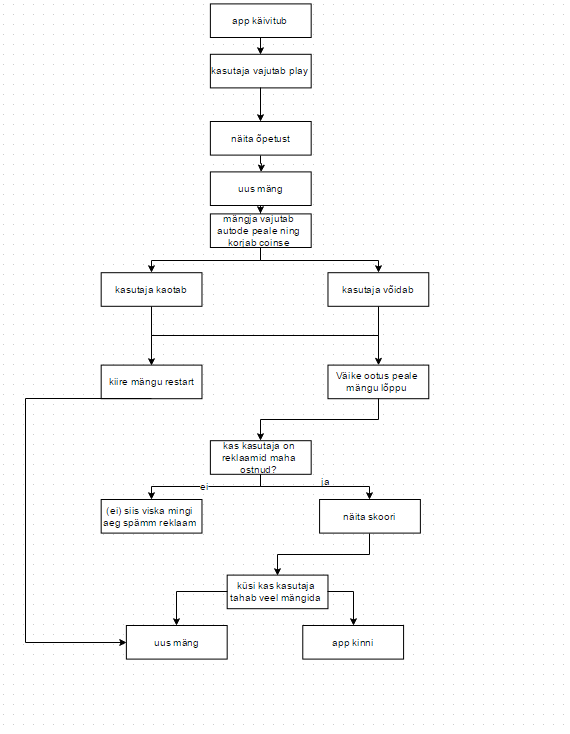 app käivitub
kasutaja vajutab play
näita õpetust
uus mäng
mängja vajutab
autode peale ning
korjab coinse
kasutaja kaotab
kasutaja võidab
kiire mängu restart
Väike ootus peale
mängu lõppu
kas kasutaja on
reklaamid maha
ostnud?
ei
ja
(ei) siis viska mingi
aeg spämm reklaam
näita skoori
küsi kas kasutaja
tahab veel mängida
uus mäng
app kinni